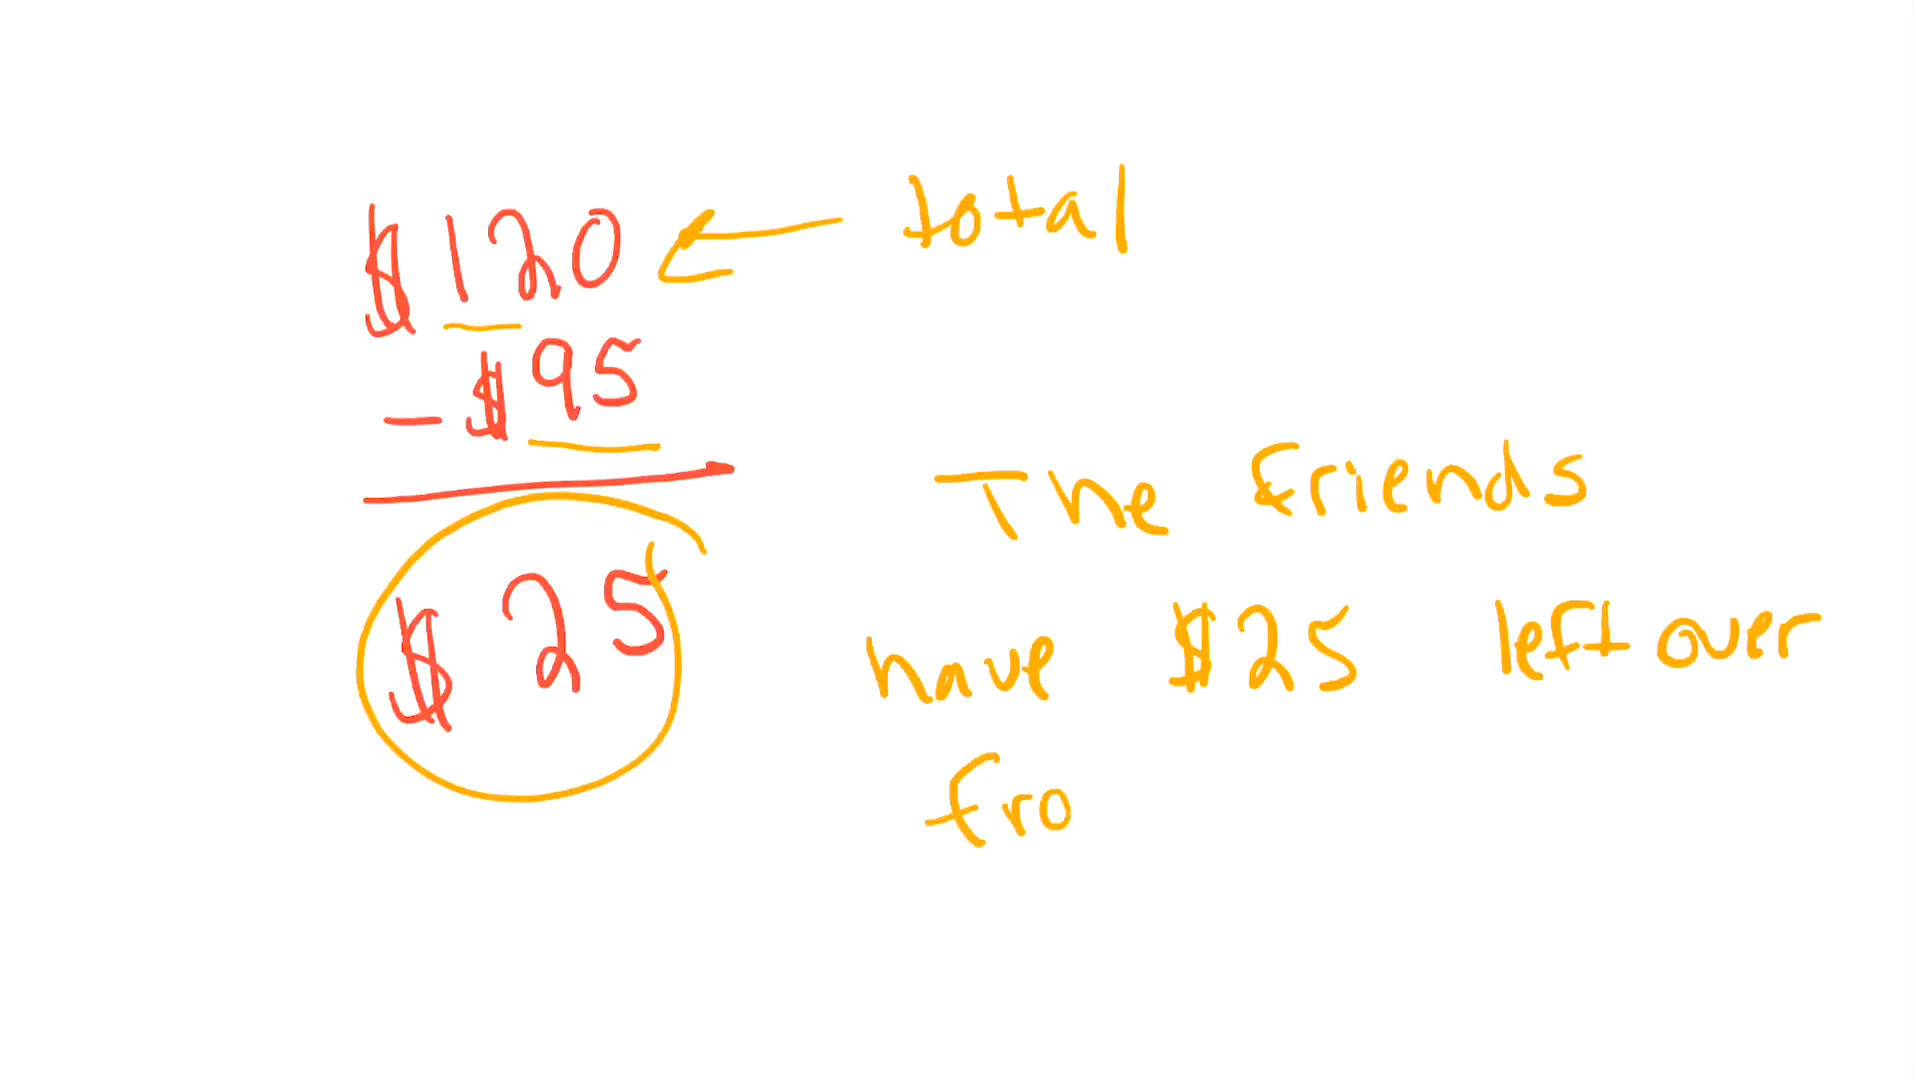 $120 total
- $95
$25
The friends
have $25 left over
fro